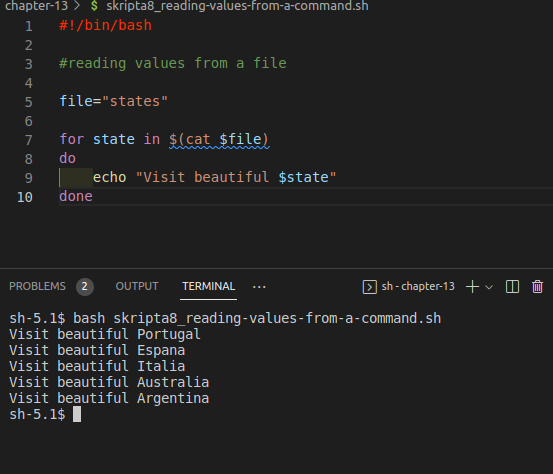 chapter-13 > $ skripta8_reading-values-from-a-command.sh
1 #!/bin/bash
2
3 #reading values from a file
4
5 file="states"
6
7 for state in $(cat $file)
8 do
9 echo "Visit beautiful $state"
10 done
PROBLEMS 2 OUTPUT TERMINAL ··· sh - chapter-13
sh-5.1$ bash skripta8_reading-values-from-a-command.sh
Visit beautiful Portugal
Visit beautiful Espana
Visit beautiful Italia
Visit beautiful Australia
Visit beautiful Argentina
sh-5.1$